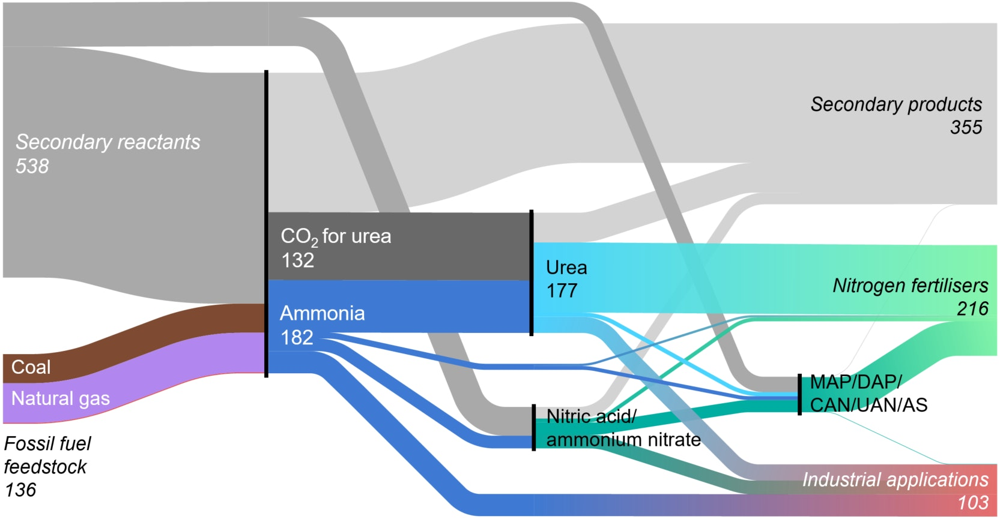 Secondary reactants
538
Coal
Natural gas
Fossil fuel
feedstock
136
CO₂ for urea
132
Ammonia
182
Urea
177
Nitric acid/
ammonium nitrate
Secondary products
355
Nitrogen fertilisers
216
MAP/DAP/
CAN/UAN/AS
Industrial applications
103